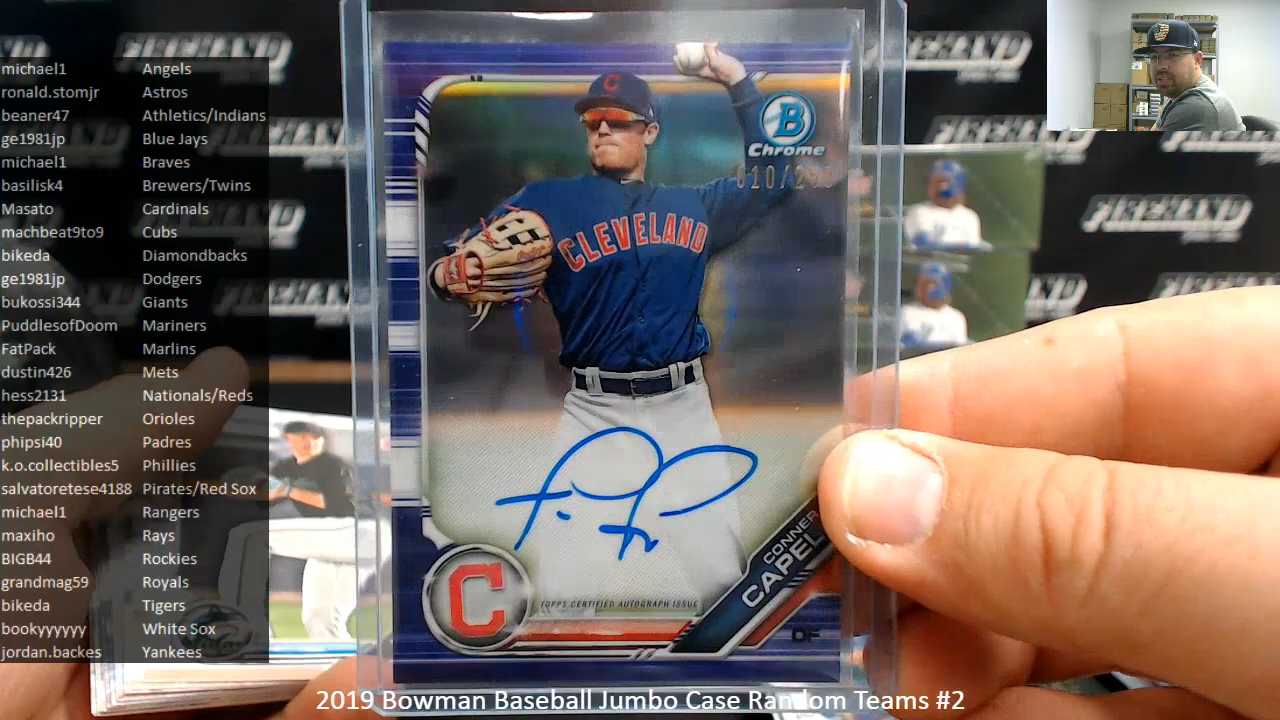 michael1 Angels
ronald.stomjr Astros
beaner47 Athletics/Indians
ge1981jp Blue Jays
michael1 Braves
basilisk4 Brewers/Twins
Masato Cardinals
machbeat9to9 Cubs
bikeda Diamondbacks
ge1981jp Dodgers
bukossi344 Giants
PuddlesofDoom Mariners
FatPack Marlins
dustin426 Mets
hess2131 Nationals/Reds
thepackripper Orioles
phipsi40 Padres
k.o.collectibles5 Phillies
salvatoretese4188 Pirates/Red Sox
michael1 Rangers
maxiho Rays
BIGB44 Rockies
grandmag59 Royals
bikeda Tigers
bookyyyyyy White Sox
jordan.backes Yankees
C
B
Chrome
CLEVELAND
C
TOPPS CERTIFIED AUTOGRAPH ISSUE
CONNER
CAPEL
OF
FIREHAND
2019 Bowman Baseball Jumbo Case Random Teams #2